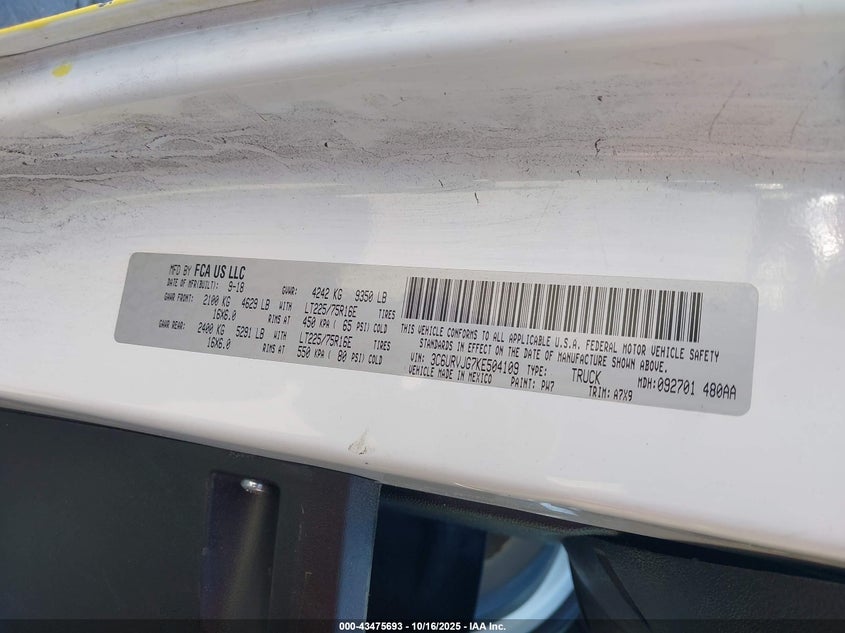 MFD BY FCA US LLC
DATE OF MFR(BUILT): 9-18 GVWR: 4242 KG 9350 LB
GAWR FRONT: 2100 KG 4629 LB WITH LT225/75R16E TIRES
16X6.0 RIMS AT 450 KPA ( 65 PSI) COLD
GAWR REAR: 2400 KG 5291 LB WITH LT225/75R16E TIRES
16X6.0 RIMS AT 550 KPA ( 80 PSI) COLD
THIS VEHICLE CONFORMS TO ALL APPLICABLE U.S.A. FEDERAL MOTOR VEHICLE SAFETY
STANDARDS IN EFFECT ON THE DATE OF MANUFACTURE SHOWN ABOVE.
VIN: 3C6URVJG7KE504109 TYPE: TRUCK MDH:092701 480AA
VEHICLE MADE IN MEXICO PAINT: PW7 TRIM: A7X9
000-43475693 - 10/16/2025 - IAA Inc.